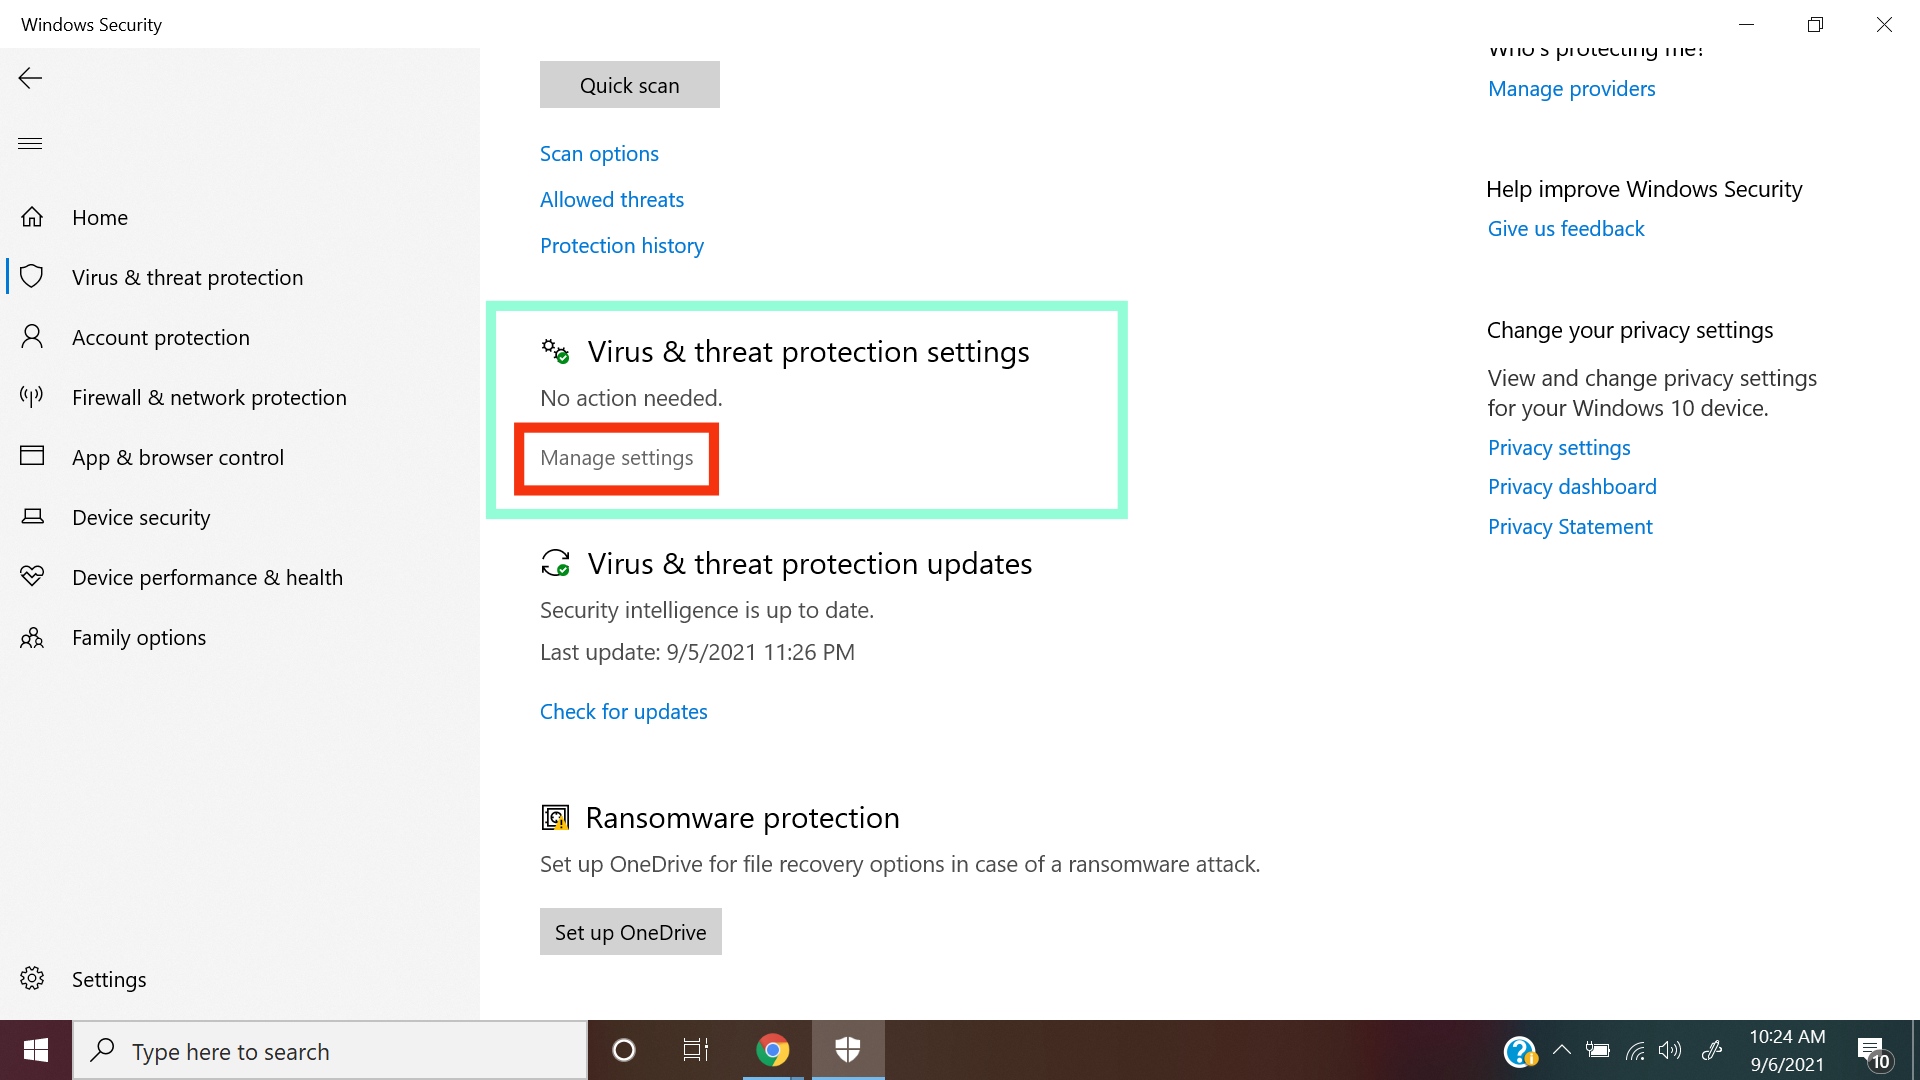 Windows Security
Home
Virus & threat protection
Account protection
Firewall & network protection
App & browser control
Device security
Device performance & health
Family options
Settings
Quick scan
Scan options
Allowed threats
Protection history
Virus & threat protection settings
No action needed.
Manage settings
Virus & threat protection updates
Security intelligence is up to date.
Last update: 9/5/2021 11:26 PM
Check for updates
Ransomware protection
Set up OneDrive for file recovery options in case of a ransomware attack.
Set up OneDrive
Who's protecting me?
Manage providers
Help improve Windows Security
Give us feedback
Change your privacy settings
View and change privacy settings
for your Windows 10 device.
Privacy settings
Privacy dashboard
Privacy Statement
Type here to search
10:24 AM
9/6/2021
10